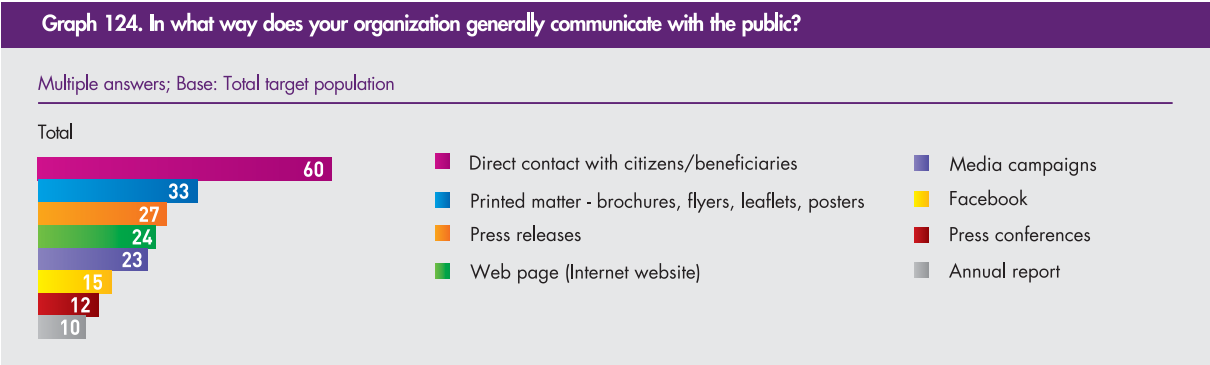 Graph 124. In what way does your organization generally communicate with the public?
Multiple answers; Base: Total target population
Total
60
33
27
24
23
15
12
10
Direct contact with citizens/beneficiaries
Printed matter - brochures, flyers, leaflets, posters
Press releases
Web page (Internet website)
Media campaigns
Facebook
Press conferences
Annual report